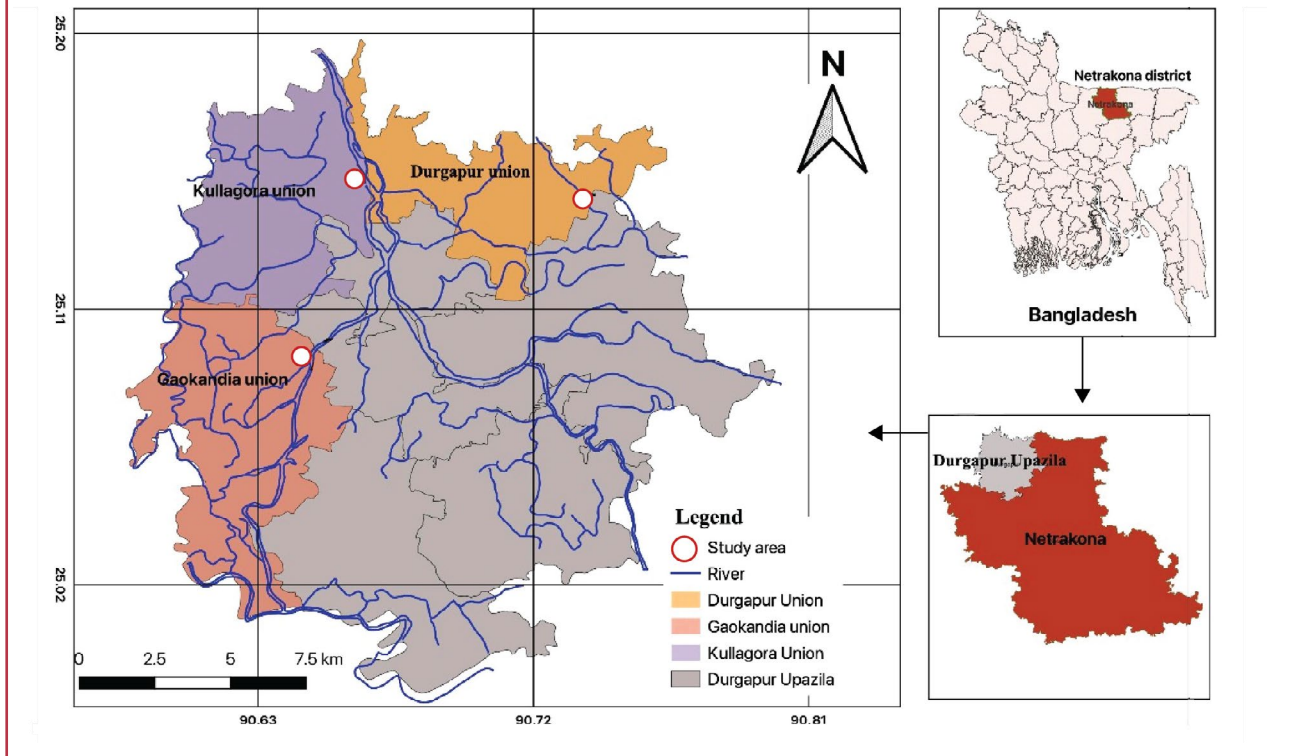 25.20
25.11
25.02
90.63
90.72
90.81
N
Kullagora union
Durgapur union
Gaokandia union
0 2.5 5 7.5 km
Legend
Study area
River
Durgapur Union
Gaokandia union
Kullagora Union
Durgapur Upazila
Netrakona district
Netrakona
Bangladesh
Durgapur Upazila
Netrakona